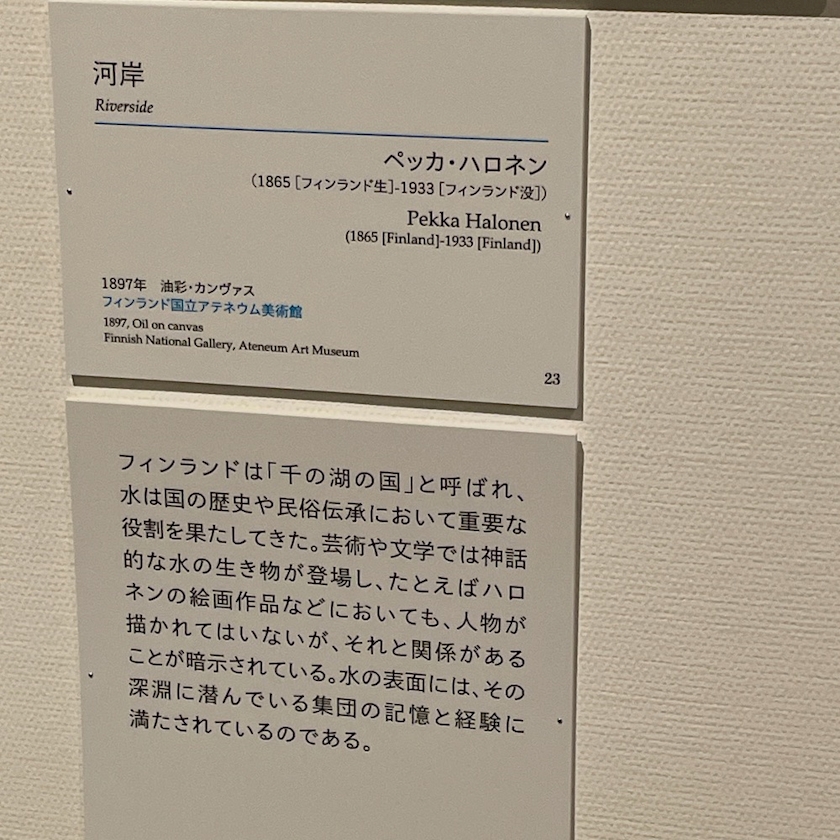 河岸
Riverside
ペッカ・ハロネン
（1865［フィンランド生］-1933［フィンランド没］）
Pekka Halonen
(1865 [Finland]-1933 [Finland])
1897年　油彩・カンヴァス
フィンランド国立アテネウム美術館
1897, Oil on canvas
Finnish National Gallery, Ateneum Art Museum
23
フィンランドは「千の湖の国」と呼ばれ、
水は国の歴史や民俗伝承において重要な
役割を果たしてきた。芸術や文学では神話
的な水の生き物が登場し、たとえばハロ
ネンの絵画作品などにおいても、人物が
描かれてはいないが、それと関係がある
ことが暗示されている。水の表面には、その
深淵に潜んでいる集団の記憶と経験に
満たされているのである。